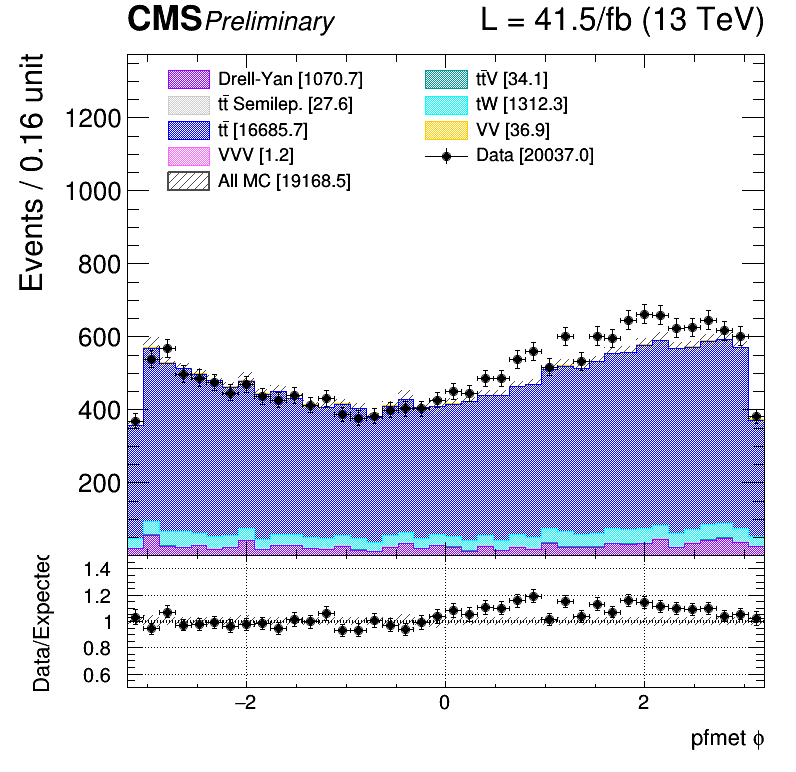 CMS Preliminary L = 41.5/fb (13 TeV)
Drell-Yan [1070.7] tt̄V [34.1]
tt̄ Semilep. [27.6] tW [1312.3]
tt̄ [16685.7] VV [36.9]
VVV [1.2] Data [20037.0]
All MC [19168.5]
Events / 0.16 unit
1200
1000
800
600
400
200
Data/Expected
1.4
1.2
1
0.8
0.6
−2 0 2
pfmet ϕ